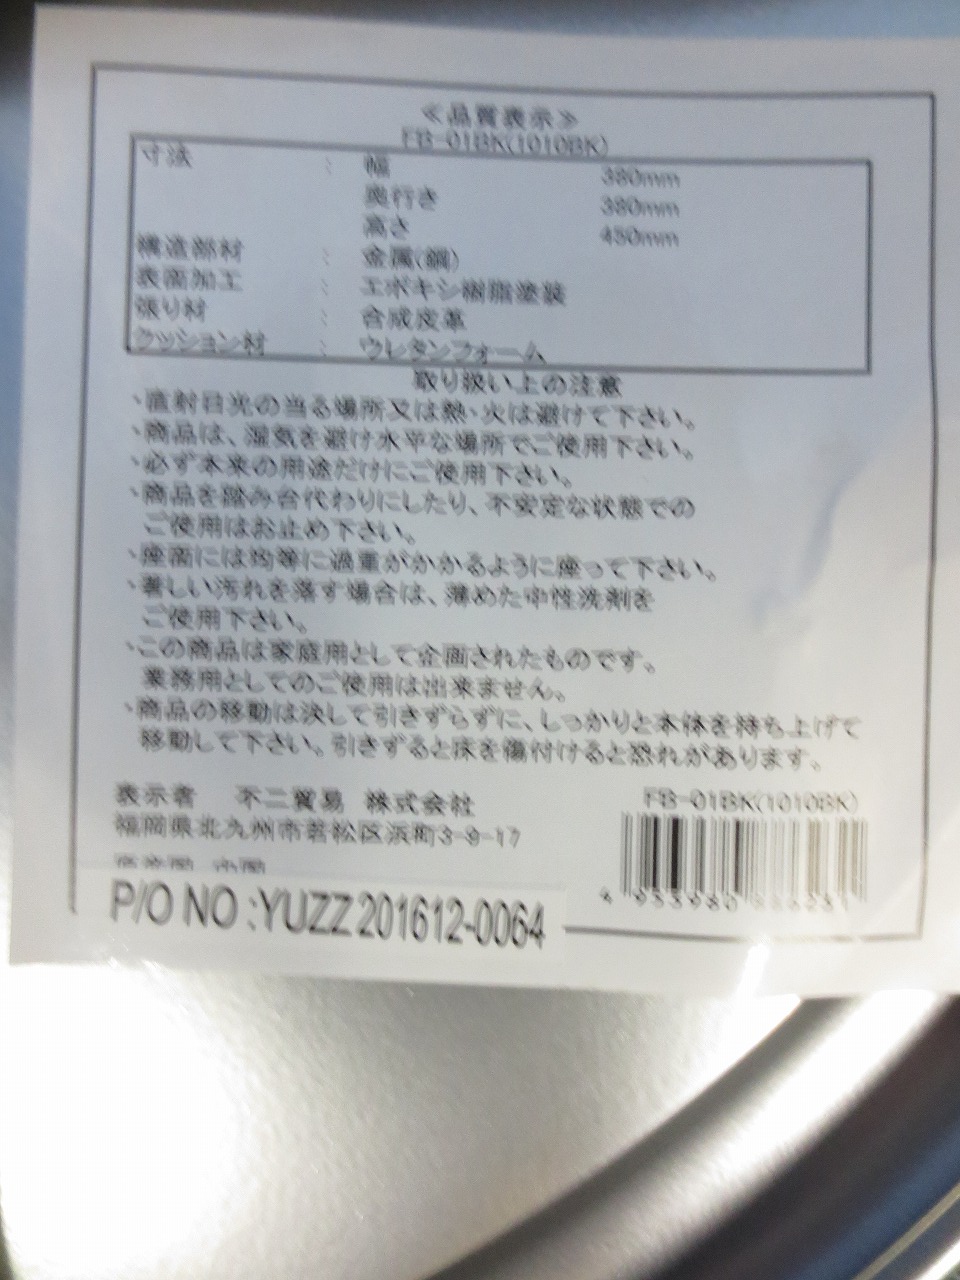 ≪品質表示≫
FB-01BK(1010BK)
寸法 : 幅 380mm
奥行き 380mm
高さ 450mm
構造部材 : 金属(鋼)
表面加工 : エポキシ樹脂塗装
張り材 : 合成皮革
クッション材 : ウレタンフォーム
取り扱い上の注意
・直射日光の当る場所又は熱・火は避けて下さい。
・商品は、湿気を避け水平な場所でご使用下さい。
・必ず本来の用途だけにご使用下さい。
・商品を踏み台代わりにしたり、不安定な状態での
ご使用はお止め下さい。
・座面には均等に過重がかかるように座って下さい。
・著しい汚れを落す場合は、薄めた中性洗剤を
ご使用下さい。
・この商品は家庭用として企画されたものです。
業務用としてのご使用は出来ません。
・商品の移動は決して引きずらずに、しっかりと本体を持ち上げて
移動して下さい。引きずると床を傷付けると恐れがあります。
表示者 不二貿易 株式会社
福岡県北九州市若松区浜町3-9-17
原産国 中国
P/O NO :YUZZ201612-0064
FB-01BK(1010BK)